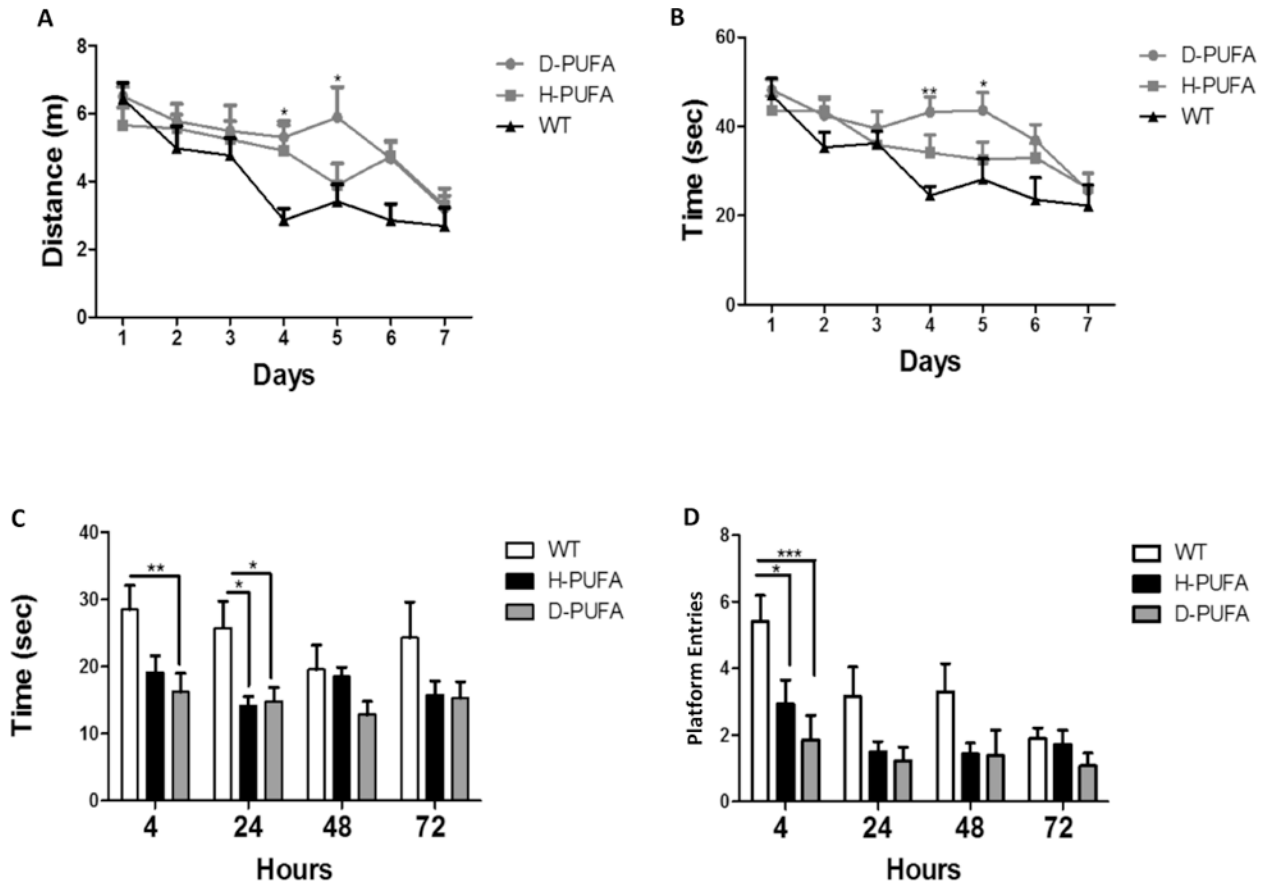 A
Distance (m)
8
6
4
2
0
*
*
1 2 3 4 5 6 7
Days
D-PUFA
H-PUFA
WT
B
Time (sec)
60
40
20
0
**
*
1 2 3 4 5 6 7
Days
D-PUFA
H-PUFA
WT
C
Time (sec)
40
30
20
10
0
**
*
*
4 24 48 72
Hours
WT
H-PUFA
D-PUFA
D
Platform Entries
8
6
4
2
0
***
*
4 24 48 72
Hours
WT
H-PUFA
D-PUFA